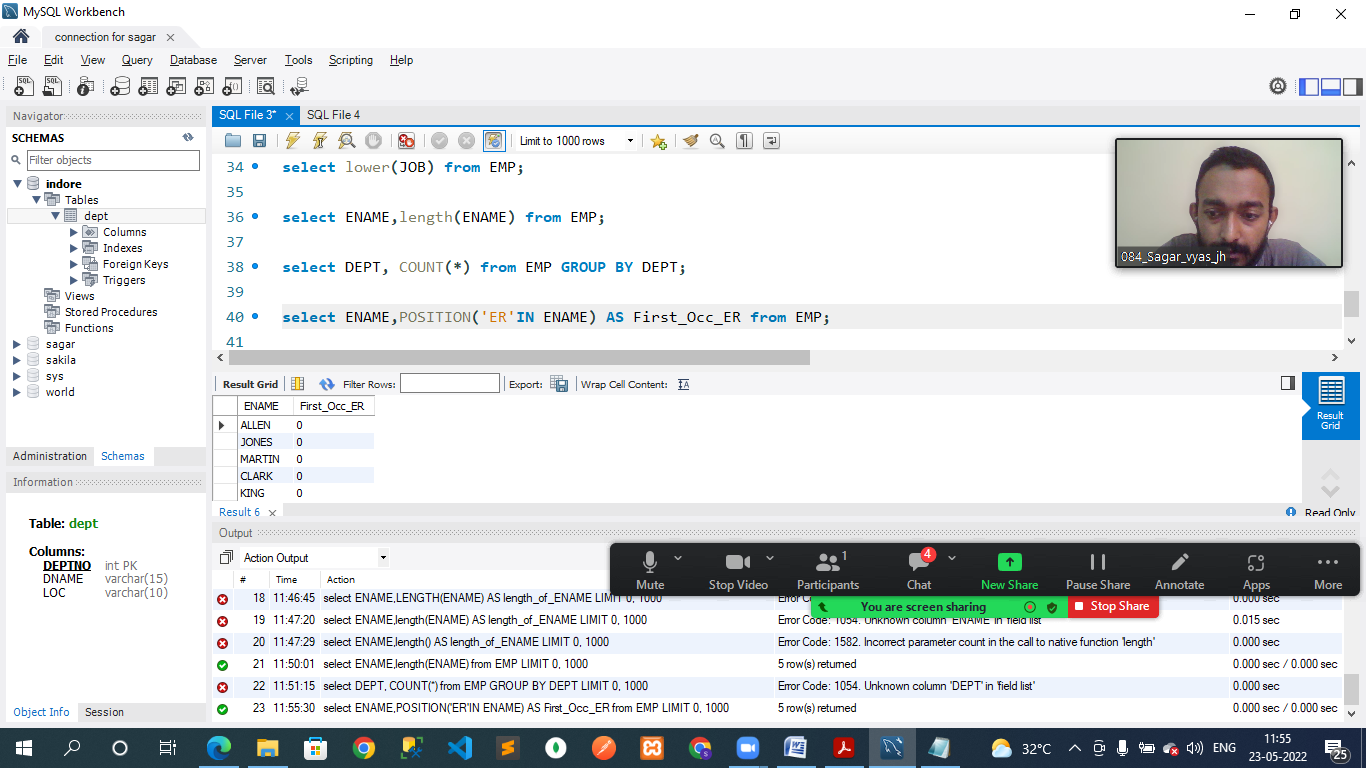 MySQL Workbench
connection for sagar
File Edit View Query Database Server Tools Scripting Help
Navigator
SCHEMAS
Filter objects
indore
Tables
dept
Columns
Indexes
Foreign Keys
Triggers
Views
Stored Procedures
Functions
sagar
sakila
sys
world
Administration Schemas
Information
Table: dept
Columns:
DEPTNO int PK
DNAME varchar(15)
LOC varchar(10)
Object Info Session
SQL File 3* SQL File 4
Limit to 1000 rows
34 select lower(JOB) from EMP;
35
36 select ENAME,length(ENAME) from EMP;
37
38 select DEPT, COUNT(*) from EMP GROUP BY DEPT;
39
40 select ENAME,POSITION('ER'IN ENAME) AS First_Occ_ER from EMP;
41
084_Sagar_vyas_jh
Result Grid Filter Rows: Export: Wrap Cell Content:
ENAME First_Occ_ER
ALLEN 0
JONES 0
MARTIN 0
CLARK 0
KING 0
Result Grid
Result 6 Read Only
Output
Action Output
# Time Action
18 11:46:45 select ENAME,LENGTH(ENAME) AS length_of_ENAME LIMIT 0, 1000 0.000 sec
19 11:47:20 select ENAME,length(ENAME) AS length_of_ENAME LIMIT 0, 1000 Error Code: 1054. Unknown column 'ENAME' in 'field list' 0.015 sec
20 11:47:29 select ENAME,length() AS length_of_ENAME LIMIT 0, 1000 Error Code: 1582. Incorrect parameter count in the call to native function 'length' 0.000 sec
21 11:50:01 select ENAME,length(ENAME) from EMP LIMIT 0, 1000 5 row(s) returned 0.000 sec / 0.000 sec
22 11:51:15 select DEPT, COUNT(*) from EMP GROUP BY DEPT LIMIT 0, 1000 Error Code: 1054. Unknown column 'DEPT' in 'field list' 0.000 sec
23 11:55:30 select ENAME,POSITION('ER'IN ENAME) AS First_Occ_ER from EMP LIMIT 0, 1000 5 row(s) returned 0.000 sec / 0.000 sec
1 4
Mute Stop Video Participants Chat New Share Pause Share Annotate Apps More
You are screen sharing Stop Share
32°C ENG 11:55
23-05-2022 25